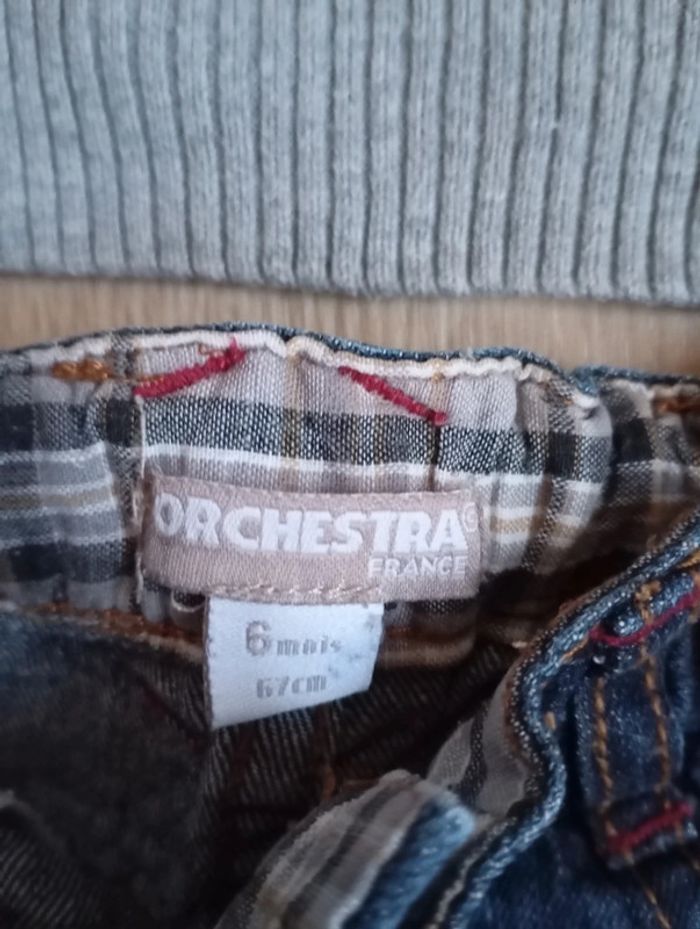 ORCHESTRA
FRANCE
6 mois
67cm